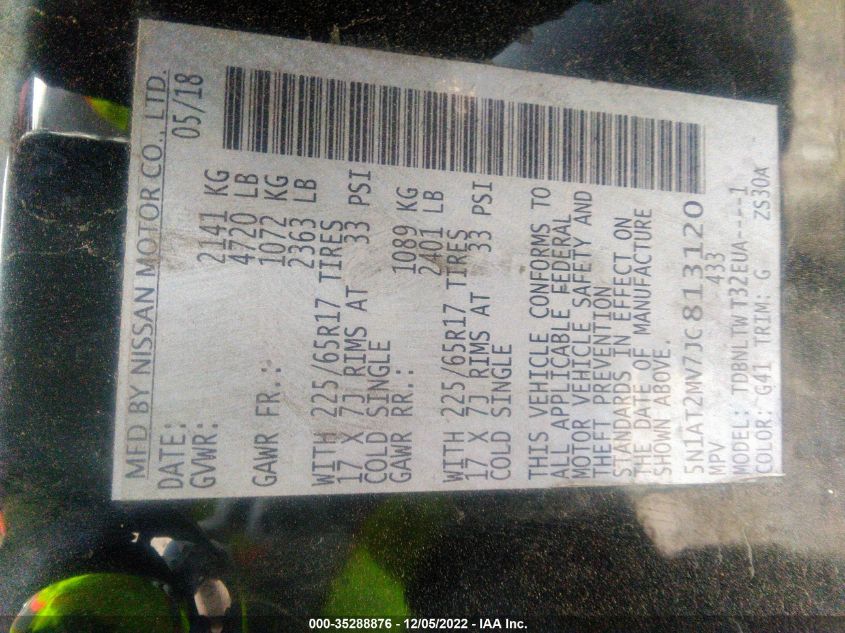 MFD BY NISSAN MOTOR CO., LTD.
DATE: 05/18
GVWR: 2141 KG
4720 LB
GAWR FR.: 1072 KG
2363 LB
WITH 225/65R17 TIRES
17 X 7J RIMS AT 33 PSI
COLD SINGLE
GAWR RR.: 1089 KG
2401 LB
WITH 225/65R17 TIRES
17 X 7J RIMS AT 33 PSI
COLD SINGLE
THIS VEHICLE CONFORMS TO
ALL APPLICABLE FEDERAL
MOTOR VEHICLE SAFETY AND
THEFT PREVENTION
STANDARDS IN EFFECT ON
THE DATE OF MANUFACTURE
SHOWN ABOVE.
5N1AT2MV7JC813120
MPV 433
MODEL: TDBNLTW T32EUA----1
COLOR: G41 TRIM: G ZS30A
000-35288876 - 12/05/2022 - IAA Inc.